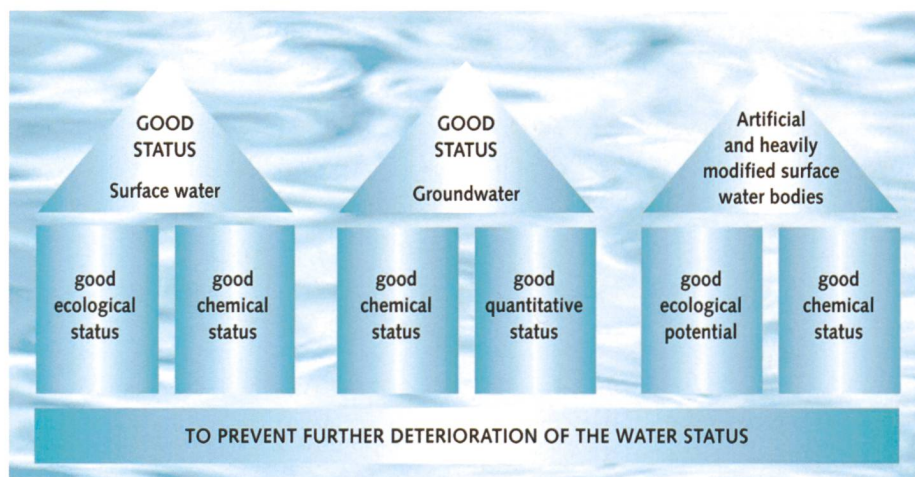 GOOD
STATUS
Surface water
good
ecological
status
good
chemical
status
GOOD
STATUS
Groundwater
good
chemical
status
good
quantitative
status
Artificial
and heavily
modified surface
water bodies
good
ecological
potential
good
chemical
status
TO PREVENT FURTHER DETERIORATION OF THE WATER STATUS